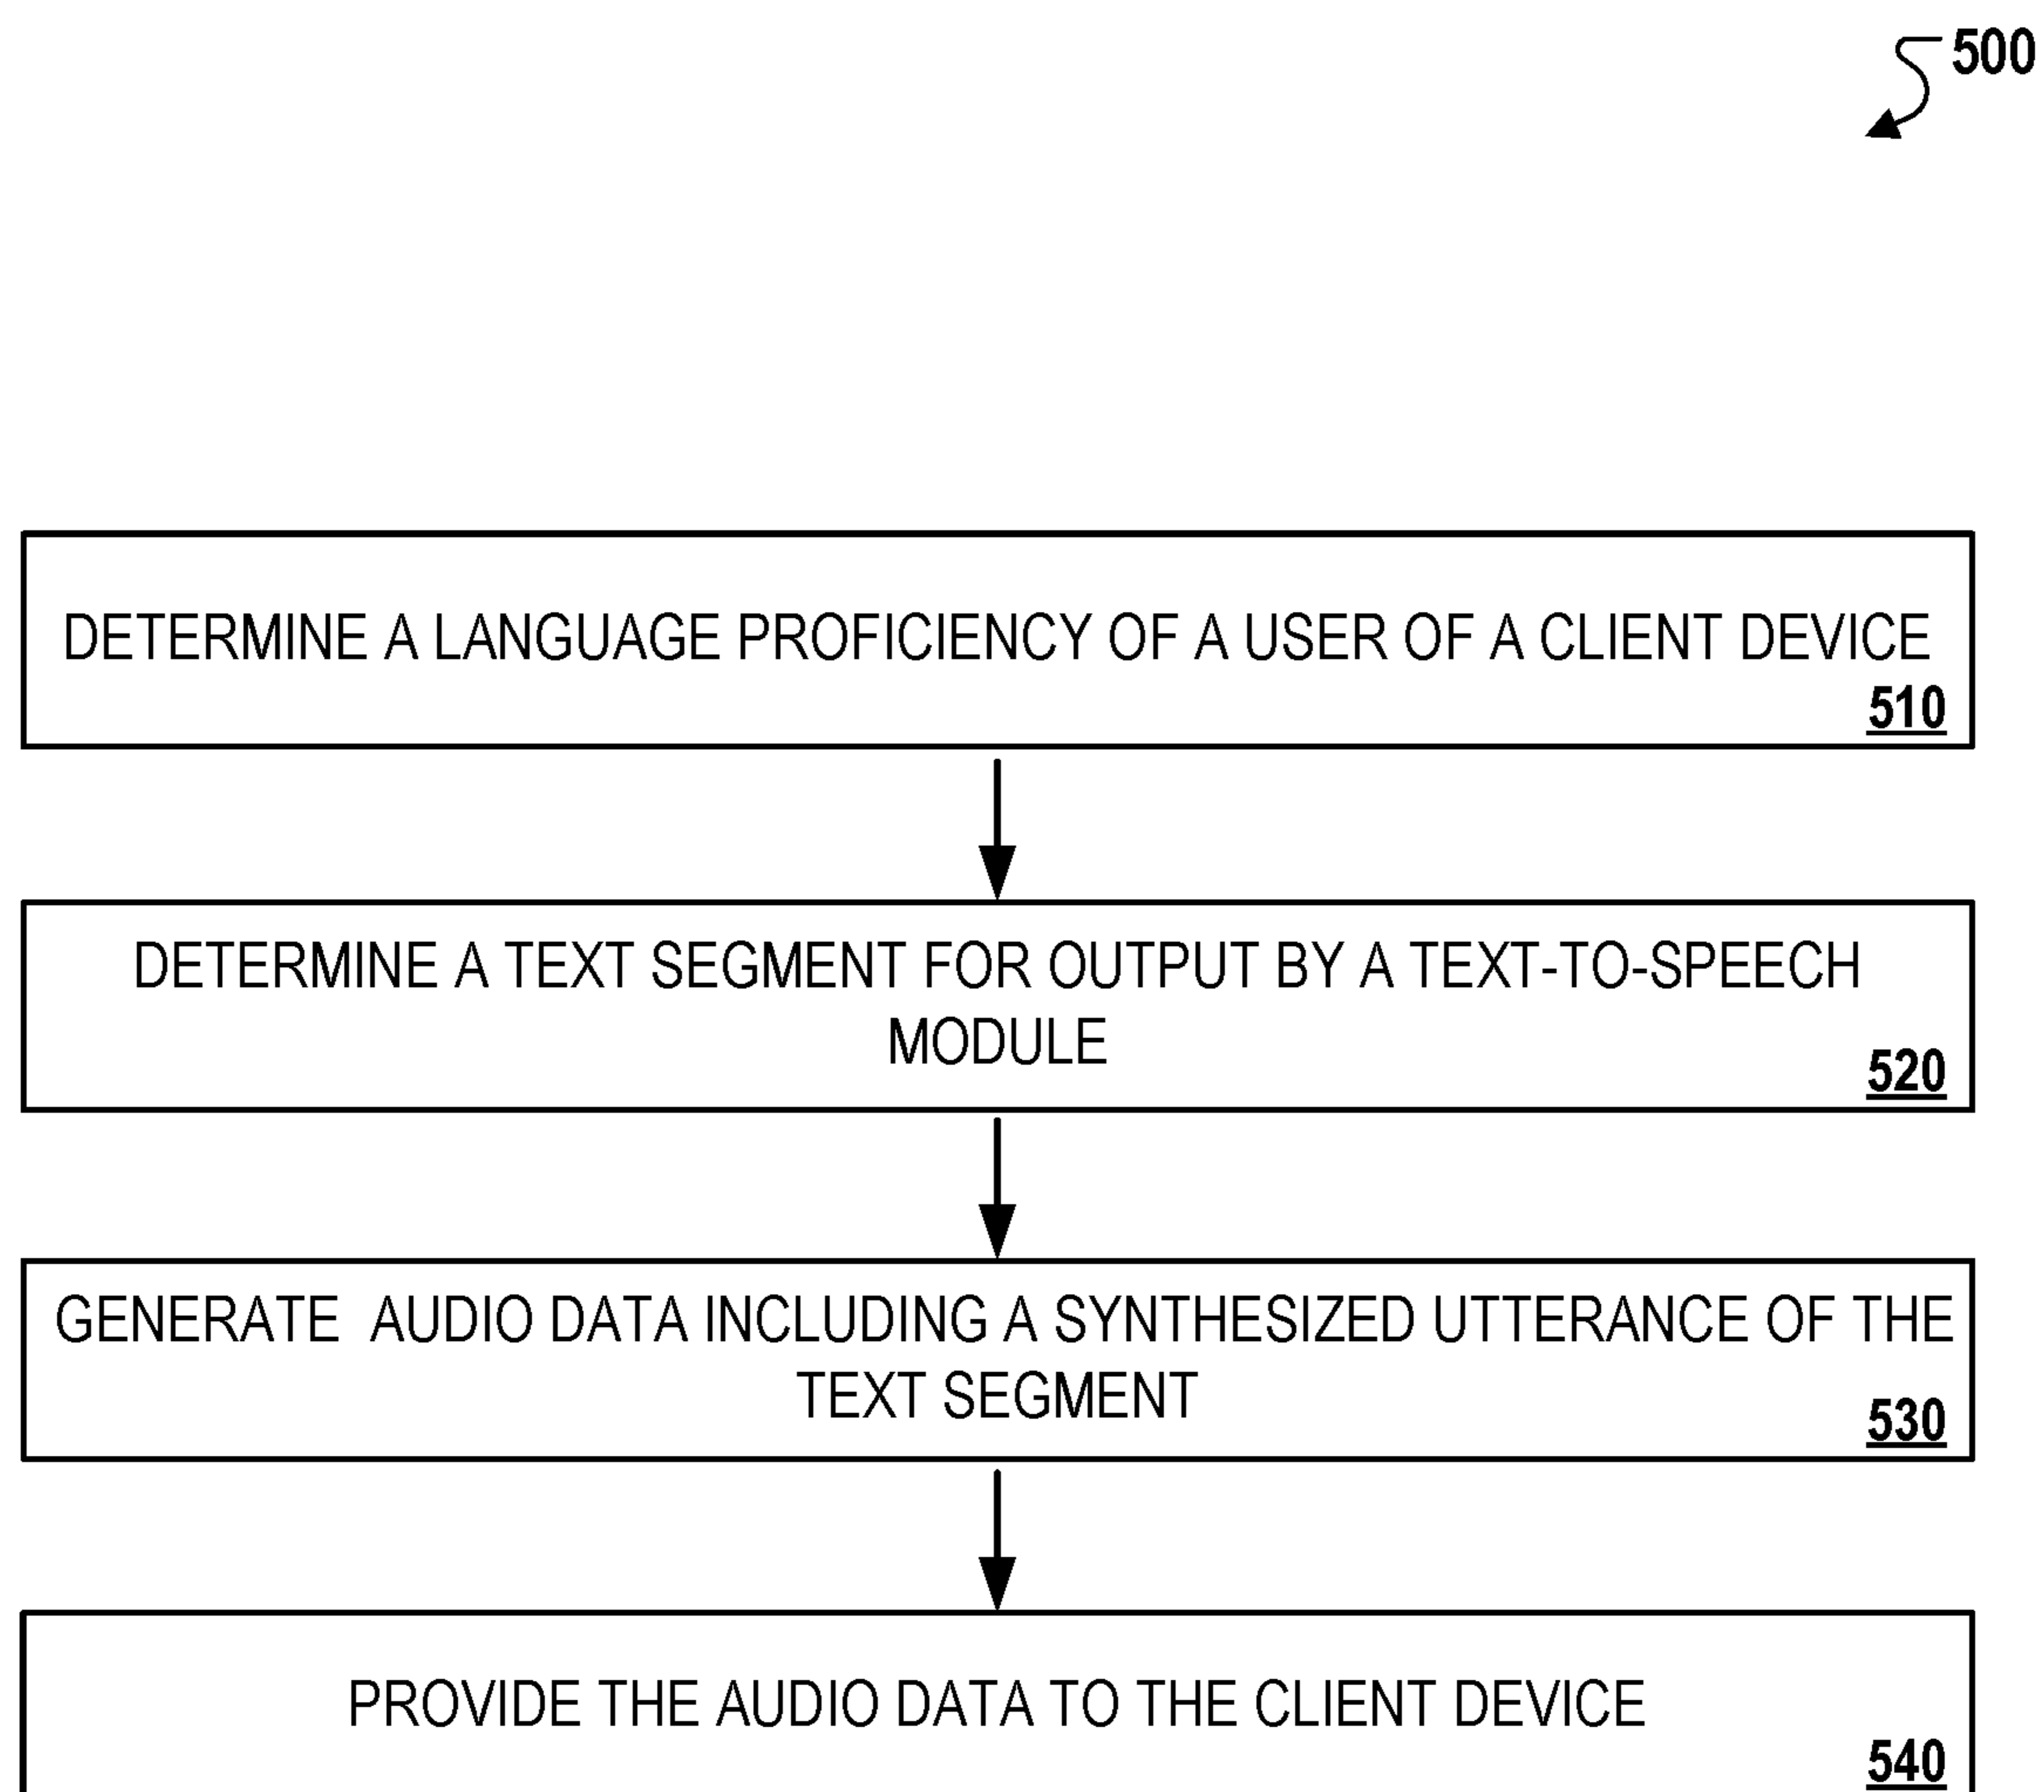 500
DETERMINE A LANGUAGE PROFICIENCY OF A USER OF A CLIENT DEVICE
510
DETERMINE A TEXT SEGMENT FOR OUTPUT BY A TEXT-TO-SPEECH
MODULE
520
GENERATE AUDIO DATA INCLUDING A SYNTHESIZED UTTERANCE OF THE
TEXT SEGMENT
530
PROVIDE THE AUDIO DATA TO THE CLIENT DEVICE
540